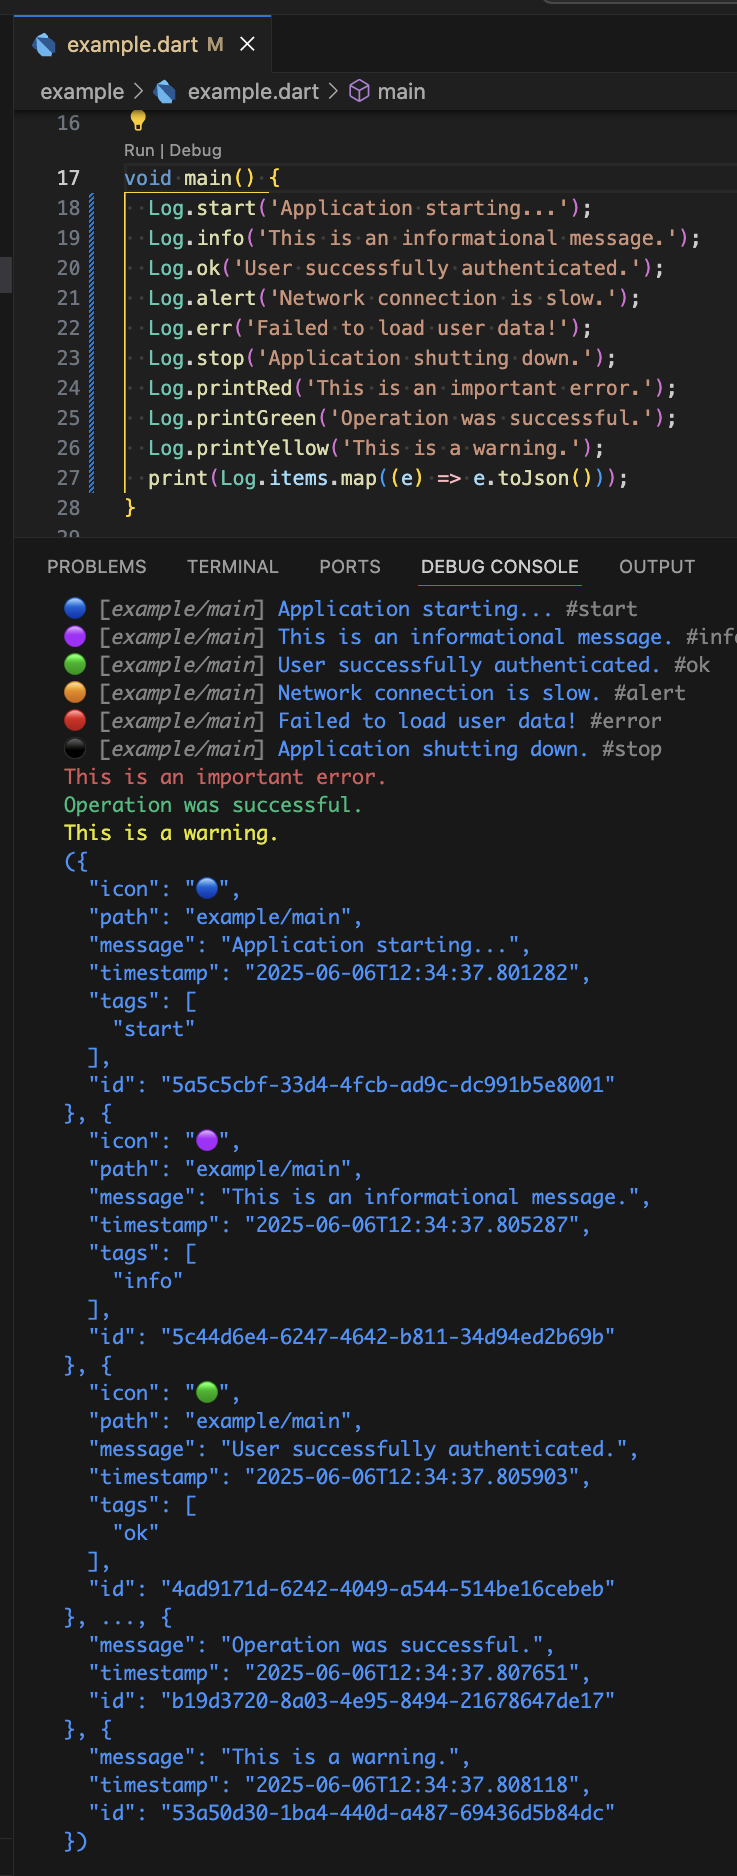 example.dart M ×
example > example.dart > main
16
Run | Debug
17 void main() {
18 Log.start('Application starting...');
19 Log.info('This is an informational message.');
20 Log.ok('User successfully authenticated.');
21 Log.alert('Network connection is slow.');
22 Log.err('Failed to load user data!');
23 Log.stop('Application shutting down.');
24 Log.printRed('This is an important error.');
25 Log.printGreen('Operation was successful.');
26 Log.printYellow('This is a warning.');
27 print(Log.items.map((e) => e.toJson()));
28 }
29
PROBLEMS TERMINAL PORTS DEBUG CONSOLE OUTPUT
🔵 [example/main] Application starting... #start
🟣 [example/main] This is an informational message. #info
🟢 [example/main] User successfully authenticated. #ok
🟠 [example/main] Network connection is slow. #alert
🔴 [example/main] Failed to load user data! #error
⚫ [example/main] Application shutting down. #stop
This is an important error.
Operation was successful.
This is a warning.
({
"icon": "🔵",
"path": "example/main",
"message": "Application starting...",
"timestamp": "2025-06-06T12:34:37.801282",
"tags": [
"start"
],
"id": "5a5c5cbf-33d4-4fcb-ad9c-dc991b5e8001"
}, {
"icon": "🟣",
"path": "example/main",
"message": "This is an informational message.",
"timestamp": "2025-06-06T12:34:37.805287",
"tags": [
"info"
],
"id": "5c44d6e4-6247-4642-b811-34d94ed2b69b"
}, {
"icon": "🟢",
"path": "example/main",
"message": "User successfully authenticated.",
"timestamp": "2025-06-06T12:34:37.805903",
"tags": [
"ok"
],
"id": "4ad9171d-6242-4049-a544-514be16cebeb"
}, ..., {
"message": "Operation was successful.",
"timestamp": "2025-06-06T12:34:37.807651",
"id": "b19d3720-8a03-4e95-8494-21678647de17"
}, {
"message": "This is a warning.",
"timestamp": "2025-06-06T12:34:37.808118",
"id": "53a50d30-1ba4-440d-a487-69436d5b84dc"
})